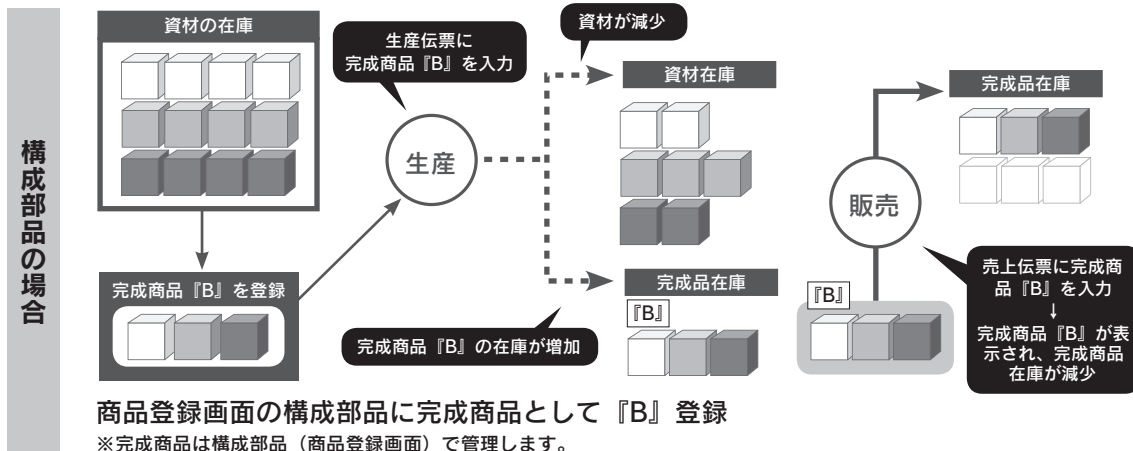 構成部品の場合
資材の在庫
生産伝票に
完成商品『B』を入力
資材が減少
生産
資材在庫
完成品在庫
販売
完成商品『B』を登録
完成品在庫
『B』
完成商品『B』の在庫が増加
『B』
売上伝票に完成商
品『B』を入力
↓
完成商品『B』が表
示され、完成商品
在庫が減少
商品登録画面の構成部品に完成商品として『B』登録
※完成商品は構成部品（商品登録画面）で管理します。